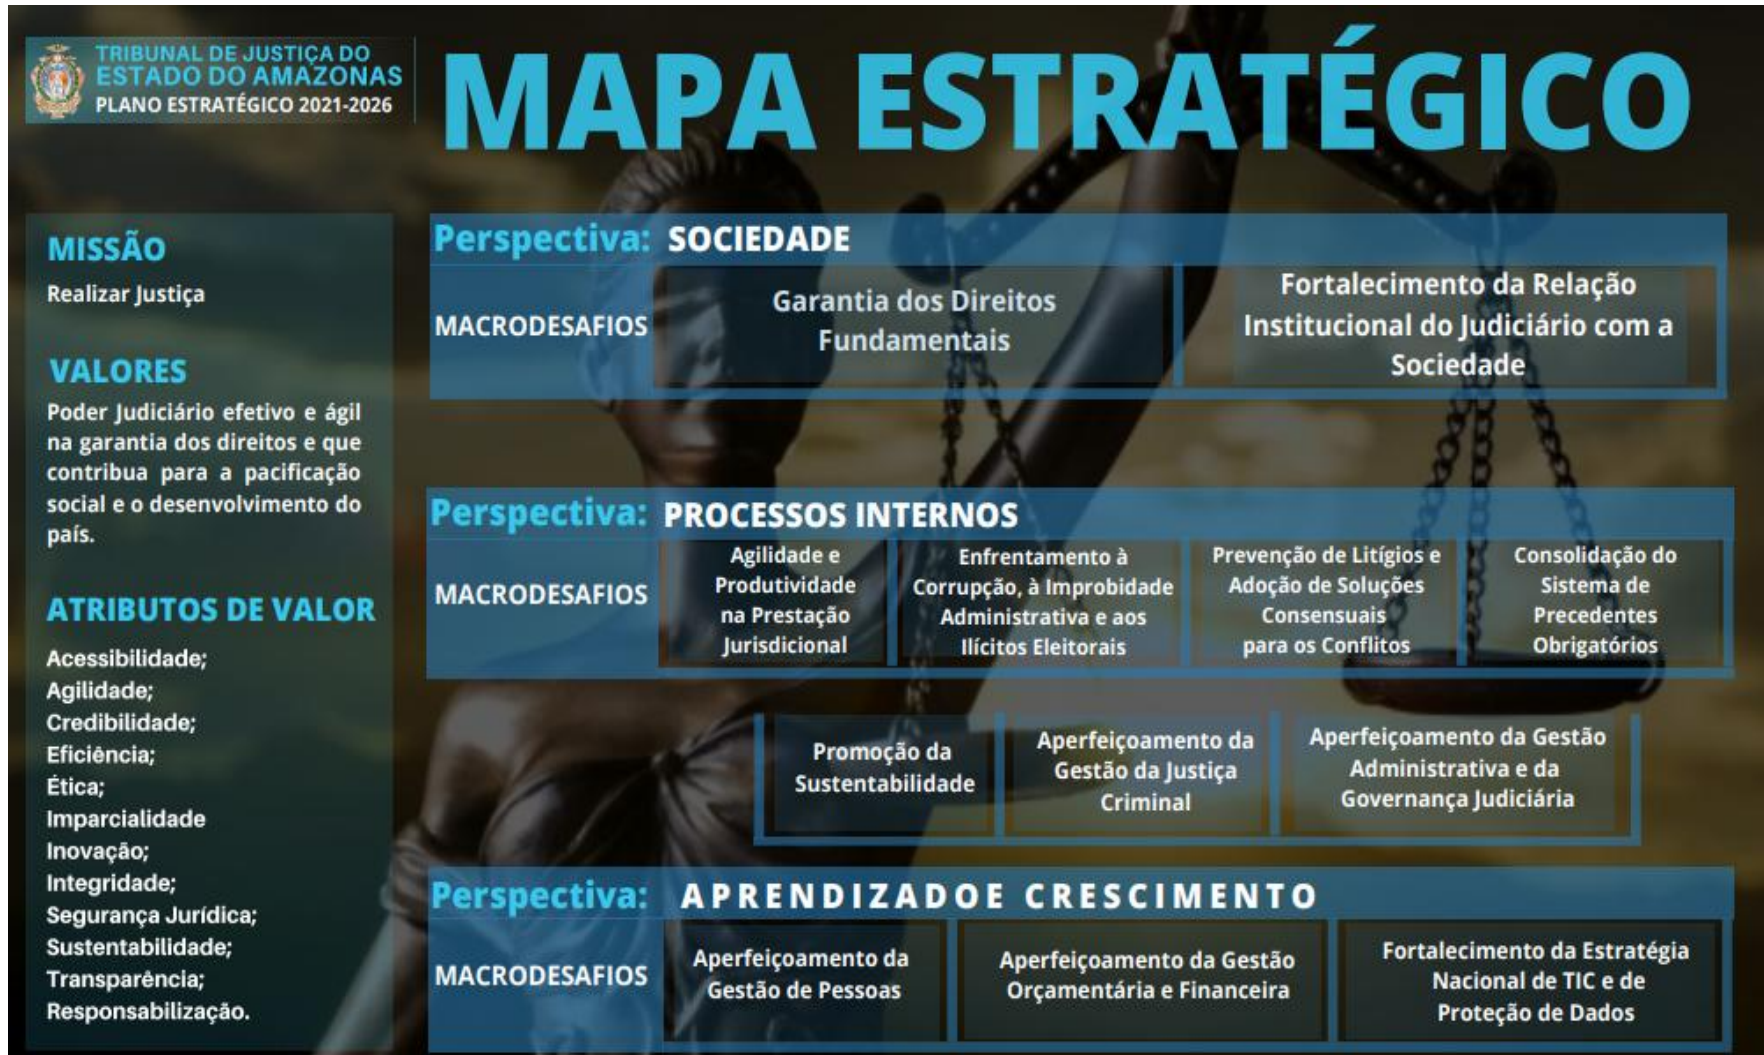 TRIBUNAL DE JUSTIÇA DO
ESTADO DO AMAZONAS
PLANO ESTRATÉGICO 2021-2026
MAPA ESTRATÉGICO
MISSÃO
Realizar Justiça
VALORES
Poder Judiciário efetivo e ágil
na garantia dos direitos e que
contribua para a pacificação
social e o desenvolvimento do
país.
ATRIBUTOS DE VALOR
Acessibilidade;
Agilidade;
Credibilidade;
Eficiência;
Ética;
Imparcialidade
Inovação;
Integridade;
Segurança Jurídica;
Sustentabilidade;
Transparência;
Responsabilização.
Perspectiva: SOCIEDADE
MACRODESAFIOS
Garantia dos Direitos
Fundamentais
Fortalecimento da Relação
Institucional do Judiciário com a
Sociedade
Perspectiva: PROCESSOS INTERNOS
MACRODESAFIOS
Agilidade e
Produtividade
na Prestação
Jurisdicional
Enfrentamento à
Corrupção, à Improbidade
Administrativa e aos
Ilícitos Eleitorais
Prevenção de Litígios e
Adoção de Soluções
Consensuais
para os Conflitos
Consolidação do
Sistema de
Precedentes
Obrigatórios
Promoção da
Sustentabilidade
Aperfeiçoamento da
Gestão da Justiça
Criminal
Aperfeiçoamento da Gestão
Administrativa e da
Governança Judiciária
Perspectiva: APRENDIZADOE CRESCIMENTO
MACRODESAFIOS
Aperfeiçoamento da
Gestão de Pessoas
Aperfeiçoamento da Gestão
Orçamentária e Financeira
Fortalecimento da Estratégia
Nacional de TIC e de
Proteção de Dados